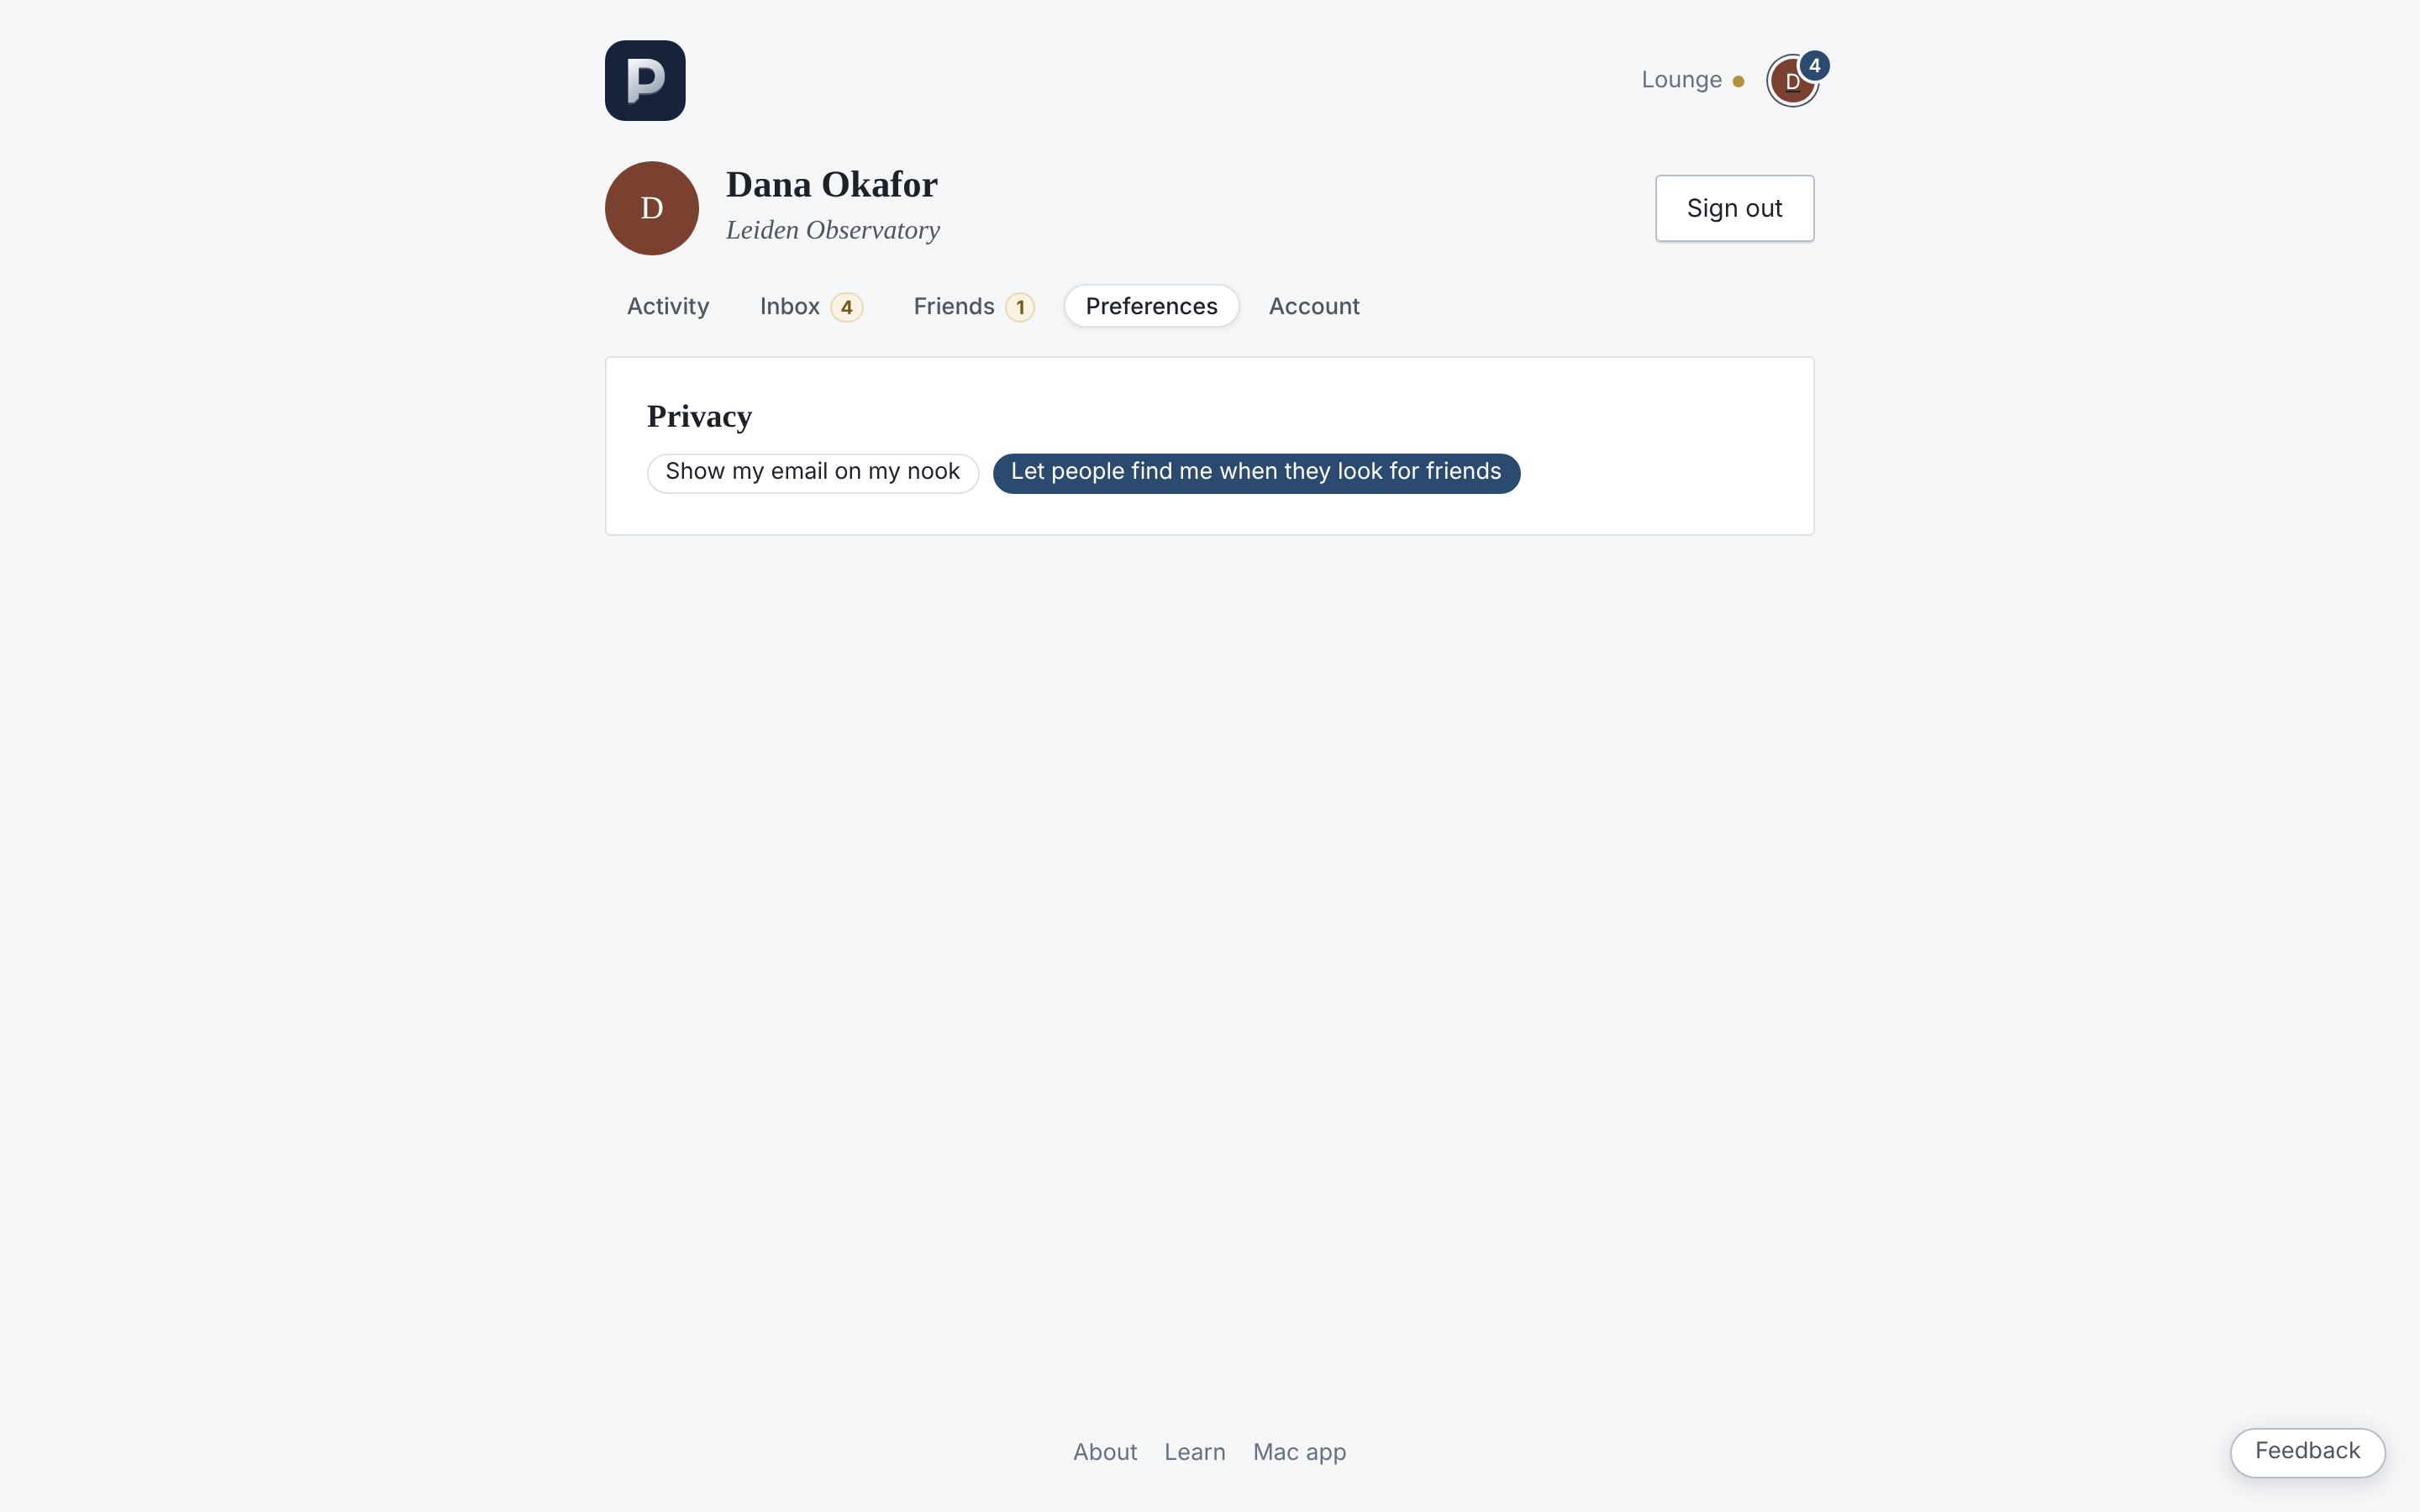 P
Lounge
D
4
D
Dana Okafor
Leiden Observatory
Sign out
Activity Inbox 4 Friends 1 Preferences Account
Privacy
Show my email on my nook Let people find me when they look for friends
About Learn Mac app
Feedback